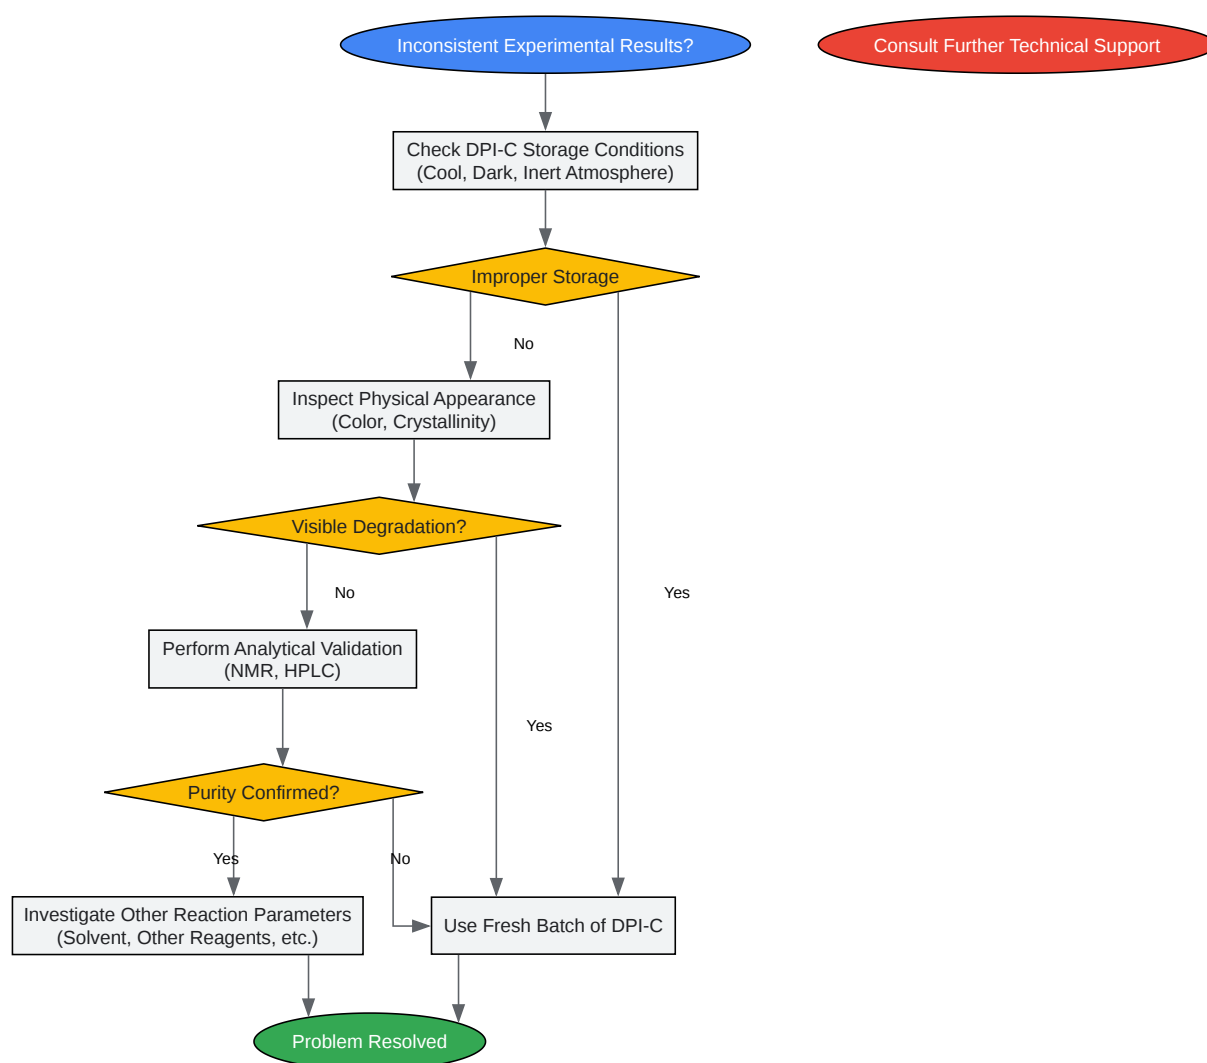 Inconsistent Experimental Results?
Consult Further Technical Support
Check DPI-C Storage Conditions
(Cool, Dark, Inert Atmosphere)
Improper Storage
No
Inspect Physical Appearance
(Color, Crystallinity)
Visible Degradation?
No
Yes
Perform Analytical Validation
(NMR, HPLC)
Yes
Purity Confirmed?
Yes
No
Investigate Other Reaction Parameters
(Solvent, Other Reagents, etc.)
Use Fresh Batch of DPI-C
Problem Resolved